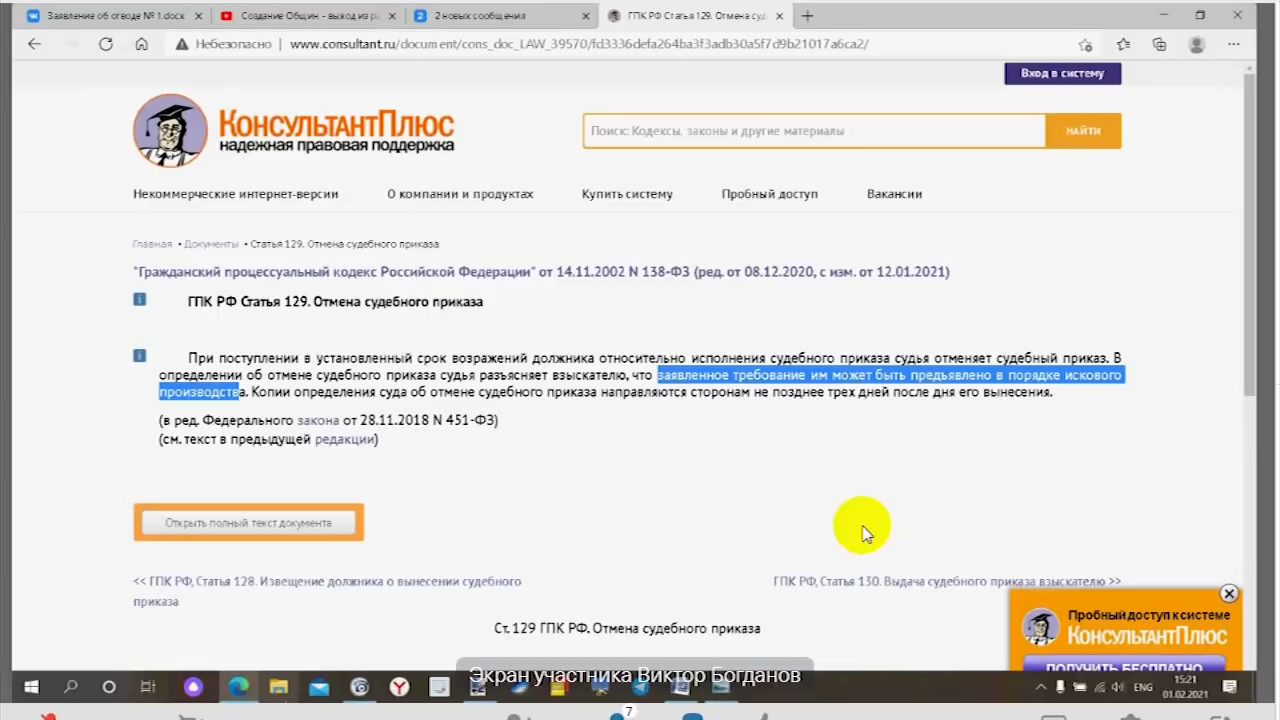 Заявление об отводе № 1.docx
Создание Общин - выход из ра
2 новых сообщения
ГПК РФ Статья 129. Отмена суд
Небезопасно | www.consultant.ru/document/cons_doc_LAW_39570/fd3336defa264ba3f3adb30a5f7d9b21017a6ca2/
Вход в систему
КонсультантПлюс
надежная правовая поддержка
Поиск: Кодексы, законы и другие материалы
НАЙТИ
Некоммерческие интернет-версии
О компании и продуктах
Купить систему
Пробный доступ
Вакансии
Главная • Документы • Статья 129. Отмена судебного приказа
"Гражданский процессуальный кодекс Российской Федерации" от 14.11.2002 N 138-ФЗ (ред. от 08.12.2020, с изм. от 12.01.2021)
ГПК РФ Статья 129. Отмена судебного приказа
При поступлении в установленный срок возражений должника относительно исполнения судебного приказа судья отменяет судебный приказ. В
определении об отмене судебного приказа судья разъясняет взыскателю, что заявленное требование им может быть предъявлено в порядке искового
производства. Копии определения суда об отмене судебного приказа направляются сторонам не позднее трех дней после дня его вынесения.
(в ред. Федерального закона от 28.11.2018 N 451-ФЗ)
(см. текст в предыдущей редакции)
Открыть полный текст документа
<< ГПК РФ, Статья 128. Извещение должника о вынесении судебного
приказа
ГПК РФ, Статья 130. Выдача судебного приказа взыскателю >>
Ст. 129 ГПК РФ. Отмена судебного приказа
Пробный доступ к системе
КонсультантПлюс
ПОЛУЧИТЬ БЕСПЛАТНО
Экран участника Виктор Богданов
ENG
15:21
01.02.2021
7